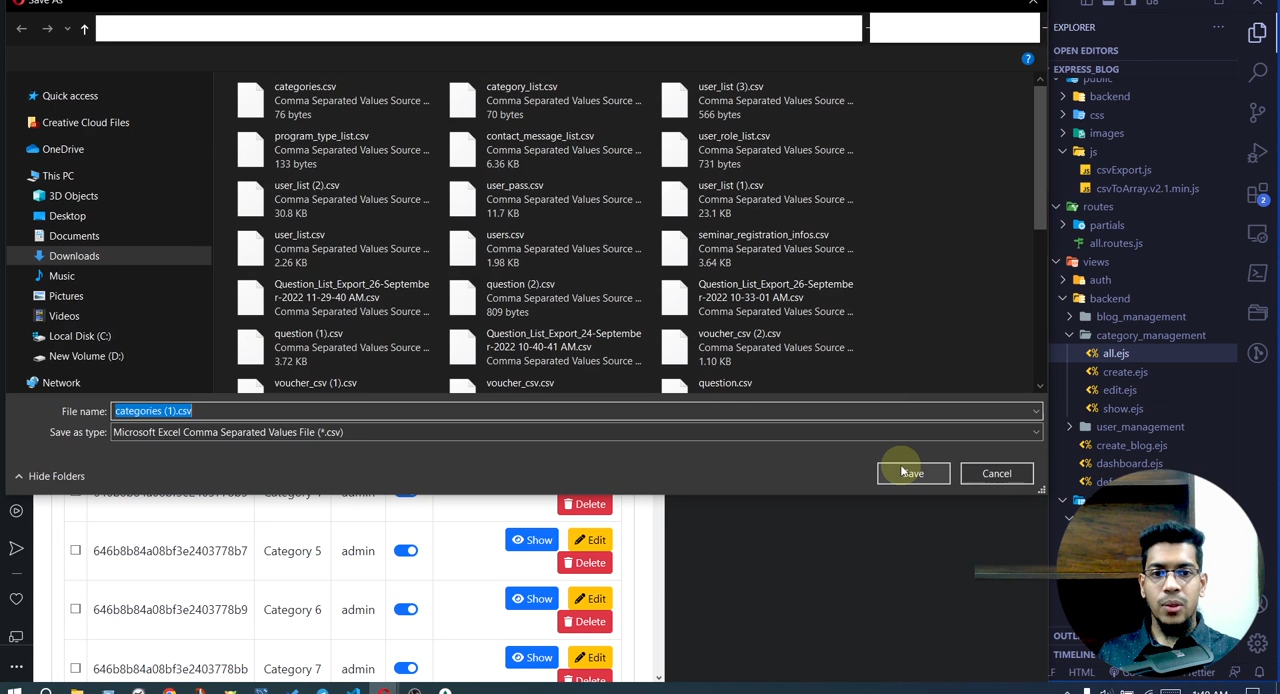 Save As
EXPLORER
OPEN EDITORS
EXPRESS_BLOG
public
backend
css
images
js
csvExport.js
csvToArray.v2.1.min.js
routes
partials
all.routes.js
views
auth
backend
blog_management
category_management
all.ejs
create.ejs
edit.ejs
show.ejs
user_management
create_blog.ejs
dashboard.ejs
Quick access
Creative Cloud Files
OneDrive
This PC
3D Objects
Desktop
Documents
Downloads
Music
Pictures
Videos
Local Disk (C:)
New Volume (D:)
Network
categories.csv
Comma Separated Values Source ...
76 bytes
category_list.csv
Comma Separated Values Source ...
70 bytes
user_list (3).csv
Comma Separated Values Source ...
566 bytes
program_type_list.csv
Comma Separated Values Source ...
133 bytes
contact_message_list.csv
Comma Separated Values Source ...
6.36 KB
user_role_list.csv
Comma Separated Values Source ...
731 bytes
user_list (2).csv
Comma Separated Values Source ...
30.8 KB
user_pass.csv
Comma Separated Values Source ...
11.7 KB
user_list (1).csv
Comma Separated Values Source ...
23.1 KB
user_list.csv
Comma Separated Values Source ...
2.26 KB
users.csv
Comma Separated Values Source ...
1.98 KB
seminar_registration_infos.csv
Comma Separated Values Source ...
3.64 KB
Question_List_Export_26-Septembe
r-2022 11-29-40 AM.csv
Comma Separated Values Source ...
question (2).csv
Comma Separated Values Source ...
809 bytes
Question_List_Export_26-Septembe
r-2022 10-33-01 AM.csv
Comma Separated Values Source ...
question (1).csv
Comma Separated Values Source ...
3.72 KB
Question_List_Export_24-Septembe
r-2022 10-40-41 AM.csv
Comma Separated Values Source ...
voucher_csv (2).csv
Comma Separated Values Source ...
1.10 KB
voucher_csv (1).csv
voucher_csv.csv
question.csv
File name: categories (1).csv
Save as type: Microsoft Excel Comma Separated Values File (*.csv)
Hide Folders
Save
Cancel
Delete
646b8b84a08bf3e2403778b7 Category 5 admin Show Edit
Delete
646b8b84a08bf3e2403778b9 Category 6 admin Show Edit
Delete
646b8b84a08bf3e2403778bb Category 7 admin Show Edit
Delete
TIMELINE
HTML